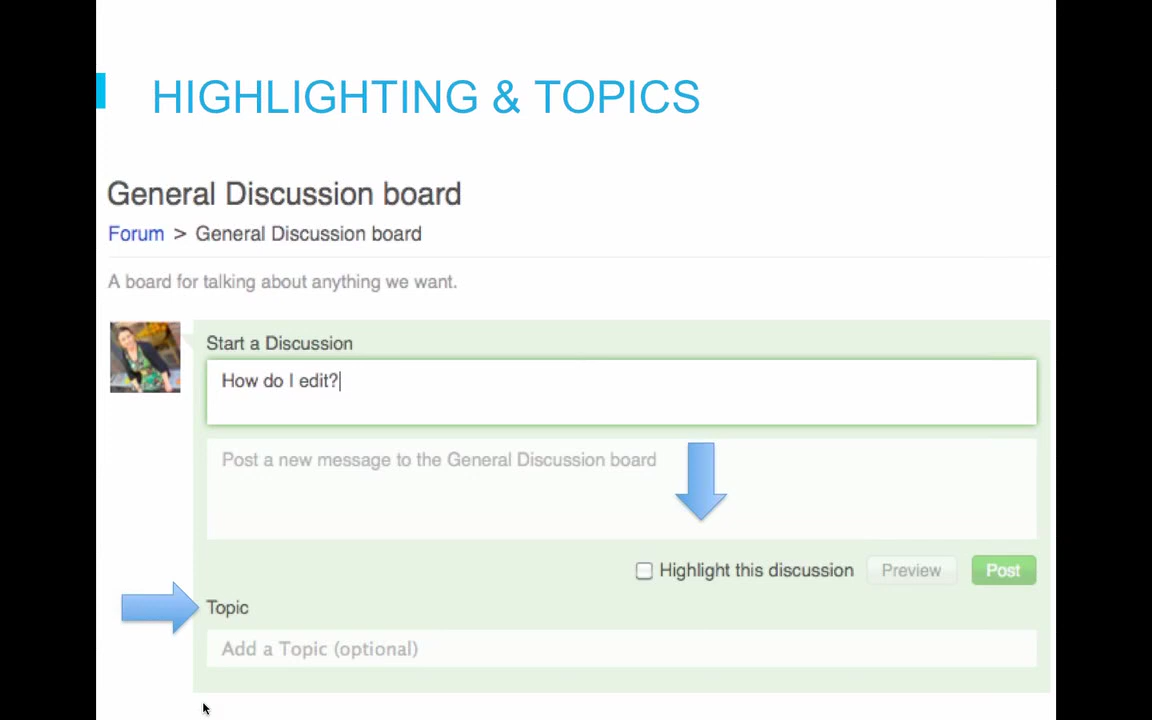 HIGHLIGHTING & TOPICS
General Discussion board
Forum > General Discussion board
A board for talking about anything we want.
Start a Discussion
How do I edit?
Post a new message to the General Discussion board
Highlight this discussion Preview Post
Topic
Add a Topic (optional)